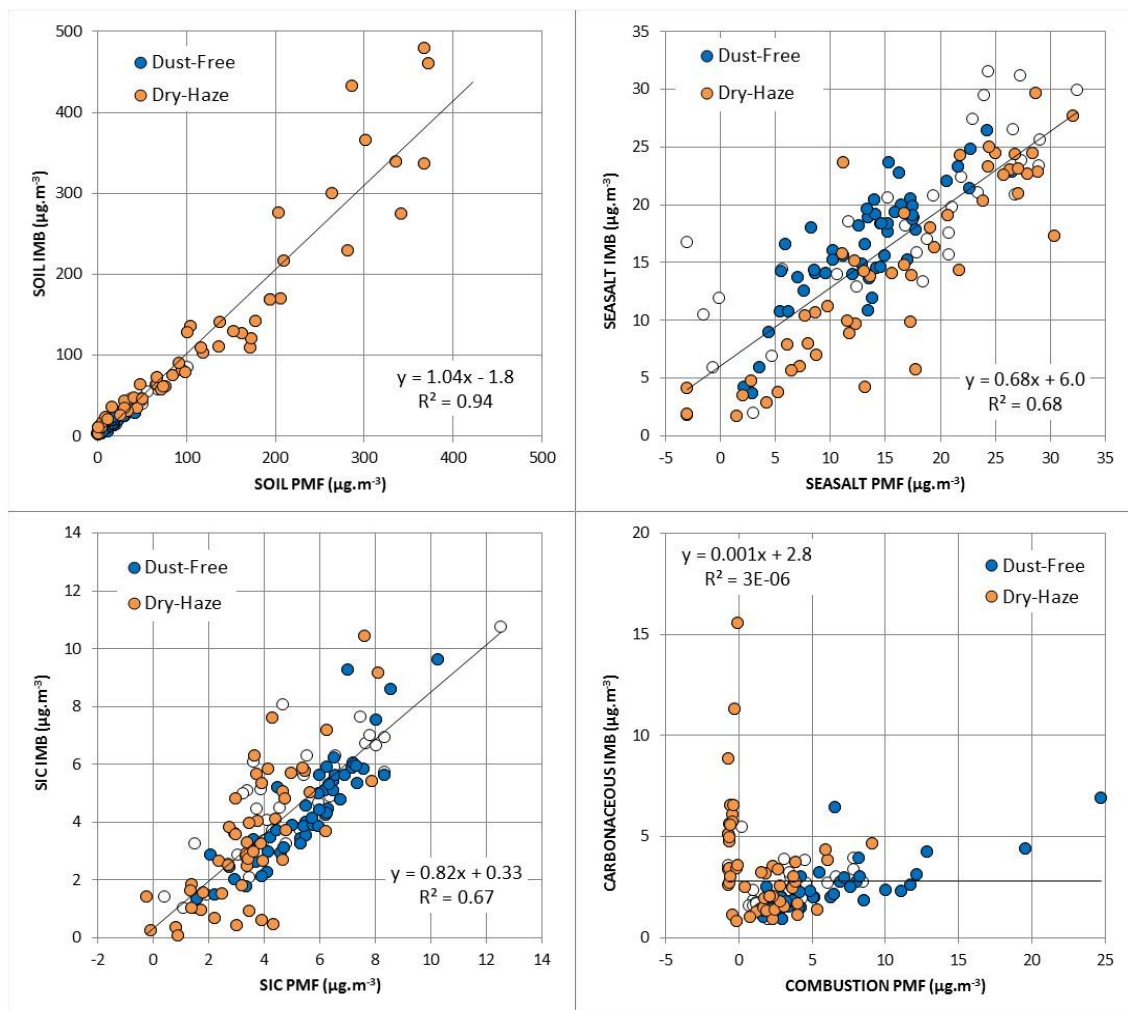 500
400
300
200
100
0
SOIL IMB (µg.m⁻³)
Dust-Free
Dry-Haze
y = 1.04x - 1.8
R² = 0.94
0 100 200 300 400 500
SOIL PMF (µg.m⁻³)
35
30
25
20
15
10
5
0
SEASALT IMB (µg.m⁻³)
Dust-Free
Dry-Haze
y = 0.68x + 6.0
R² = 0.68
-5 0 5 10 15 20 25 30 35
SEASALT PMF (µg.m⁻³)
14
12
10
8
6
4
2
0
SIC IMB (µg.m⁻³)
Dust-Free
Dry-Haze
y = 0.82x + 0.33
R² = 0.67
-2 0 2 4 6 8 10 12 14
SIC PMF (µg.m⁻³)
20
15
10
5
0
CARBONACEOUS IMB (µg.m⁻³)
y = 0.001x + 2.8
R² = 3E-06
Dust-Free
Dry-Haze
-5 0 5 10 15 20 25
COMBUSTION PMF (µg.m⁻³)